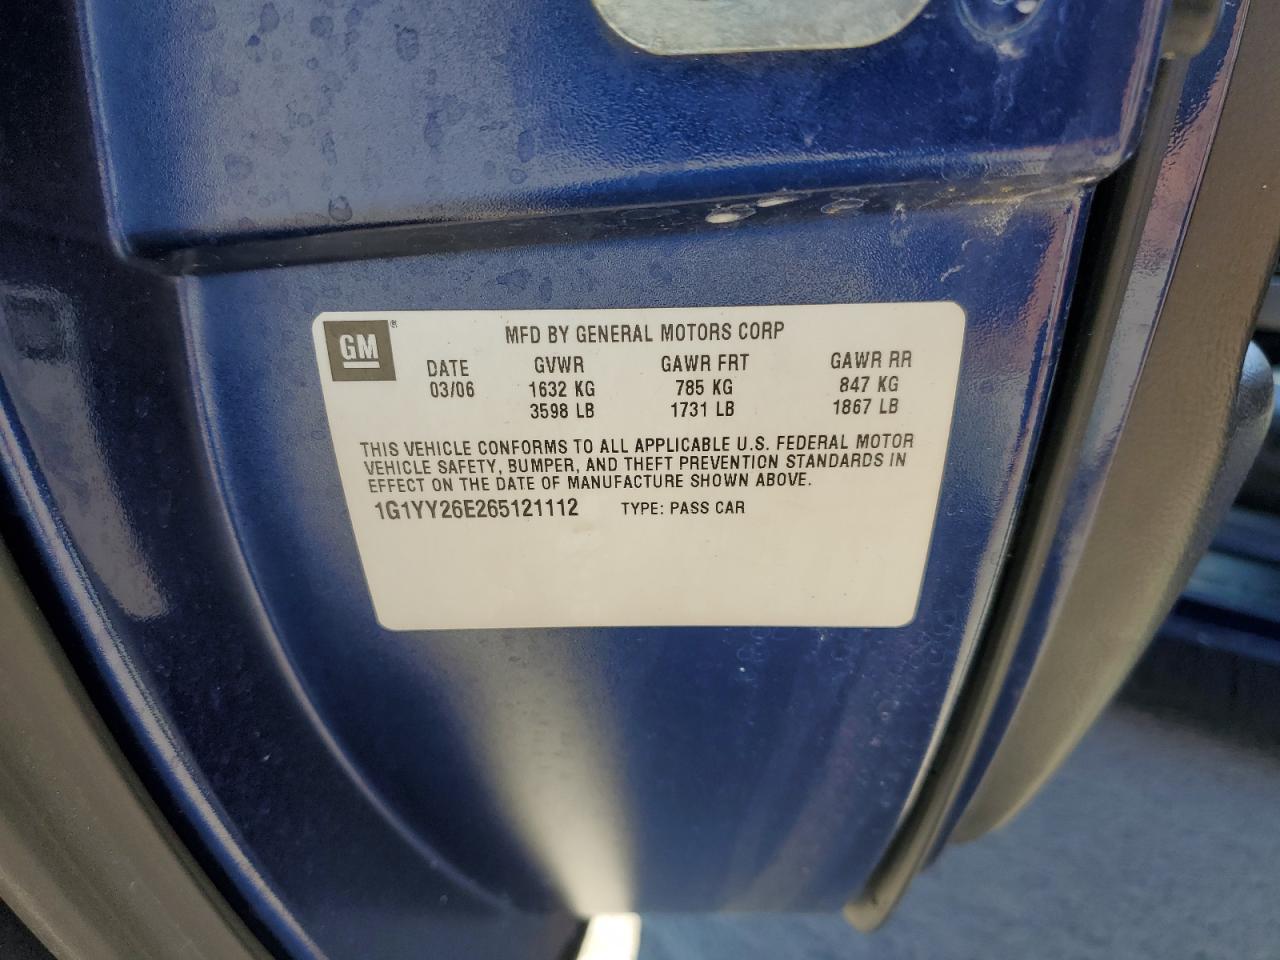 GM ®
MFD BY GENERAL MOTORS CORP
DATE GVWR GAWR FRT GAWR RR
03/06 1632 KG 785 KG 847 KG
3598 LB 1731 LB 1867 LB
THIS VEHICLE CONFORMS TO ALL APPLICABLE U.S. FEDERAL MOTOR
VEHICLE SAFETY, BUMPER, AND THEFT PREVENTION STANDARDS IN
EFFECT ON THE DATE OF MANUFACTURE SHOWN ABOVE.
1G1YY26E265121112 TYPE: PASS CAR